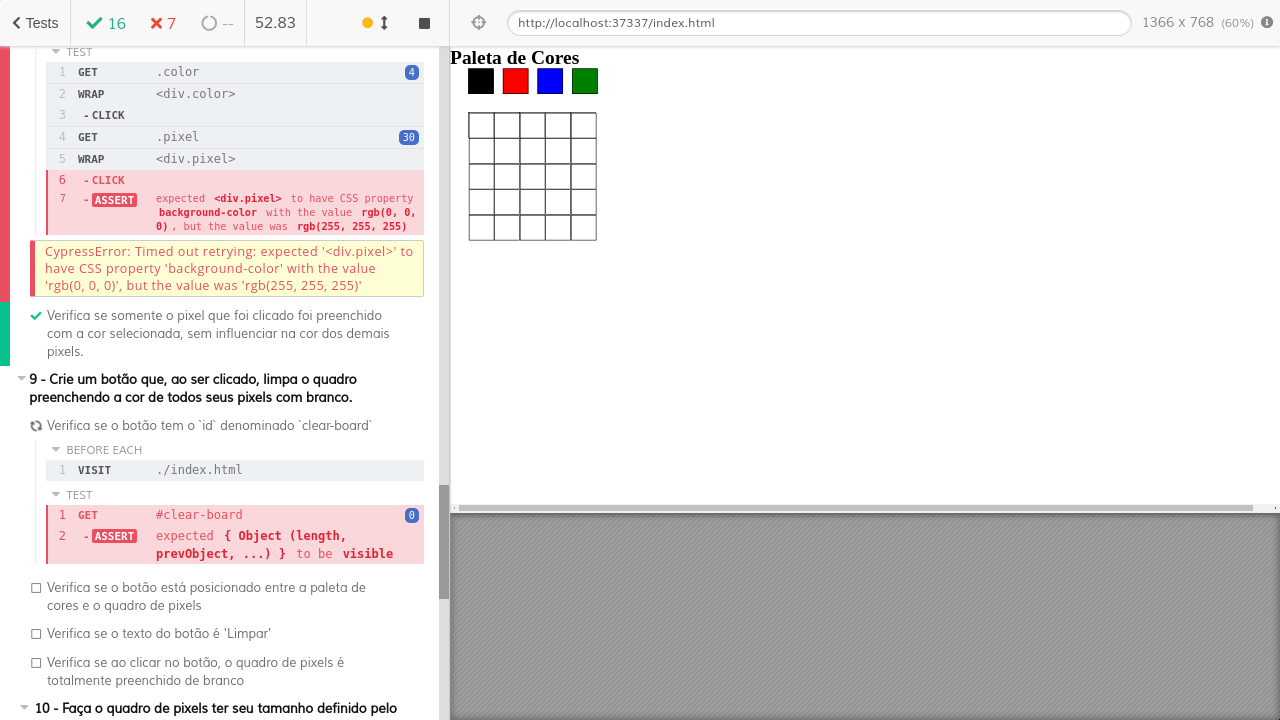 Tests 16 7 -- 52.83 http://localhost:37337/index.html 1366 x 768 (60%)
TEST
1 GET .color 4
2 WRAP <div.color>
3 -CLICK
4 GET .pixel 30
5 WRAP <div.pixel>
6 -CLICK
7 -ASSERT expected <div.pixel> to have CSS property
background-color with the value rgb(0, 0,
0), but the value was rgb(255, 255, 255)
CypressError: Timed out retrying: expected '<div.pixel>' to
have CSS property 'background-color' with the value
'rgb(0, 0, 0)', but the value was 'rgb(255, 255, 255)'
Verifica se somente o pixel que foi clicado foi preenchido
com a cor selecionada, sem influenciar na cor dos demais
pixels.
9 - Crie um botão que, ao ser clicado, limpa o quadro
preenchendo a cor de todos seus pixels com branco.
Verifica se o botão tem o `id` denominado `clear-board`
BEFORE EACH
1 VISIT ./index.html
TEST
1 GET #clear-board 0
2 -ASSERT expected { Object (length,
prevObject, ...) } to be visible
Verifica se o botão está posicionado entre a paleta de
cores e o quadro de pixels
Verifica se o texto do botão é 'Limpar'
Verifica se ao clicar no botão, o quadro de pixels é
totalmente preenchido de branco
10 - Faça o quadro de pixels ter seu tamanho definido pelo
Paleta de Cores